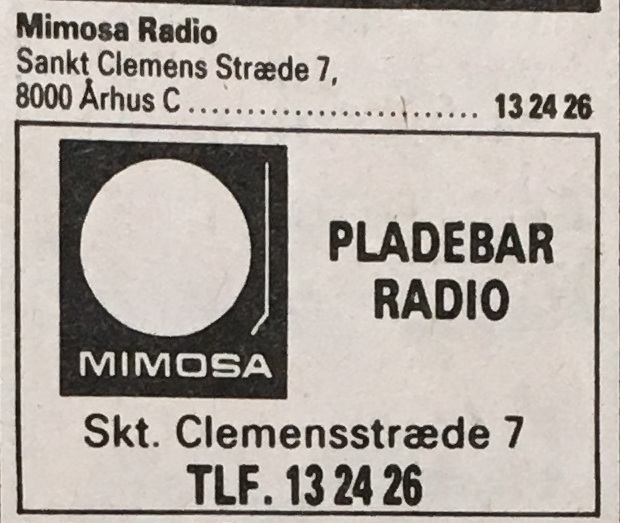 Mimosa Radio
Sankt Clemens Stræde 7,
8000 Århus C ............................ 13 24 26
MIMOSA
PLADEBAR
RADIO
Skt. Clemensstræde 7
TLF. 13 24 26